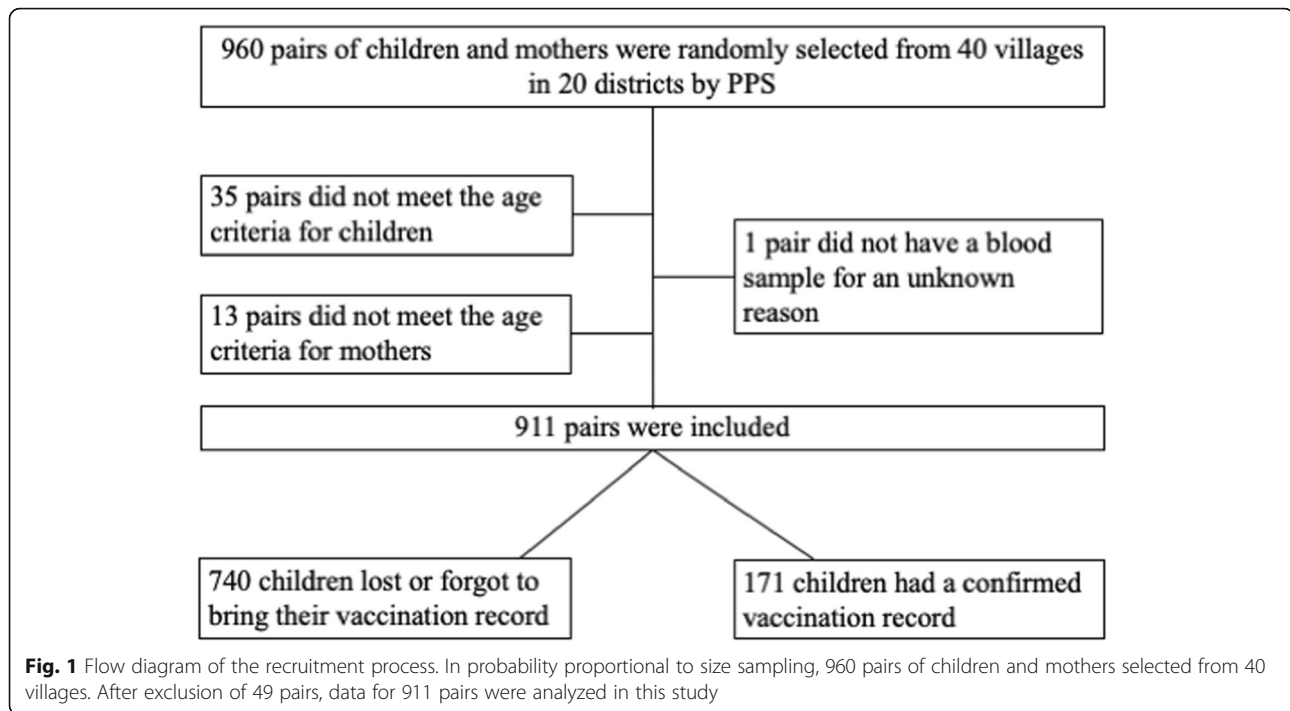 960 pairs of children and mothers were randomly selected from 40 villages
in 20 districts by PPS
35 pairs did not meet the age
criteria for children
1 pair did not have a blood
sample for an unknown
reason
13 pairs did not meet the age
criteria for mothers
911 pairs were included
740 children lost or forgot to
bring their vaccination record
171 children had a confirmed
vaccination record
Fig. 1 Flow diagram of the recruitment process. In probability proportional to size sampling, 960 pairs of children and mothers selected from 40
villages. After exclusion of 49 pairs, data for 911 pairs were analyzed in this study